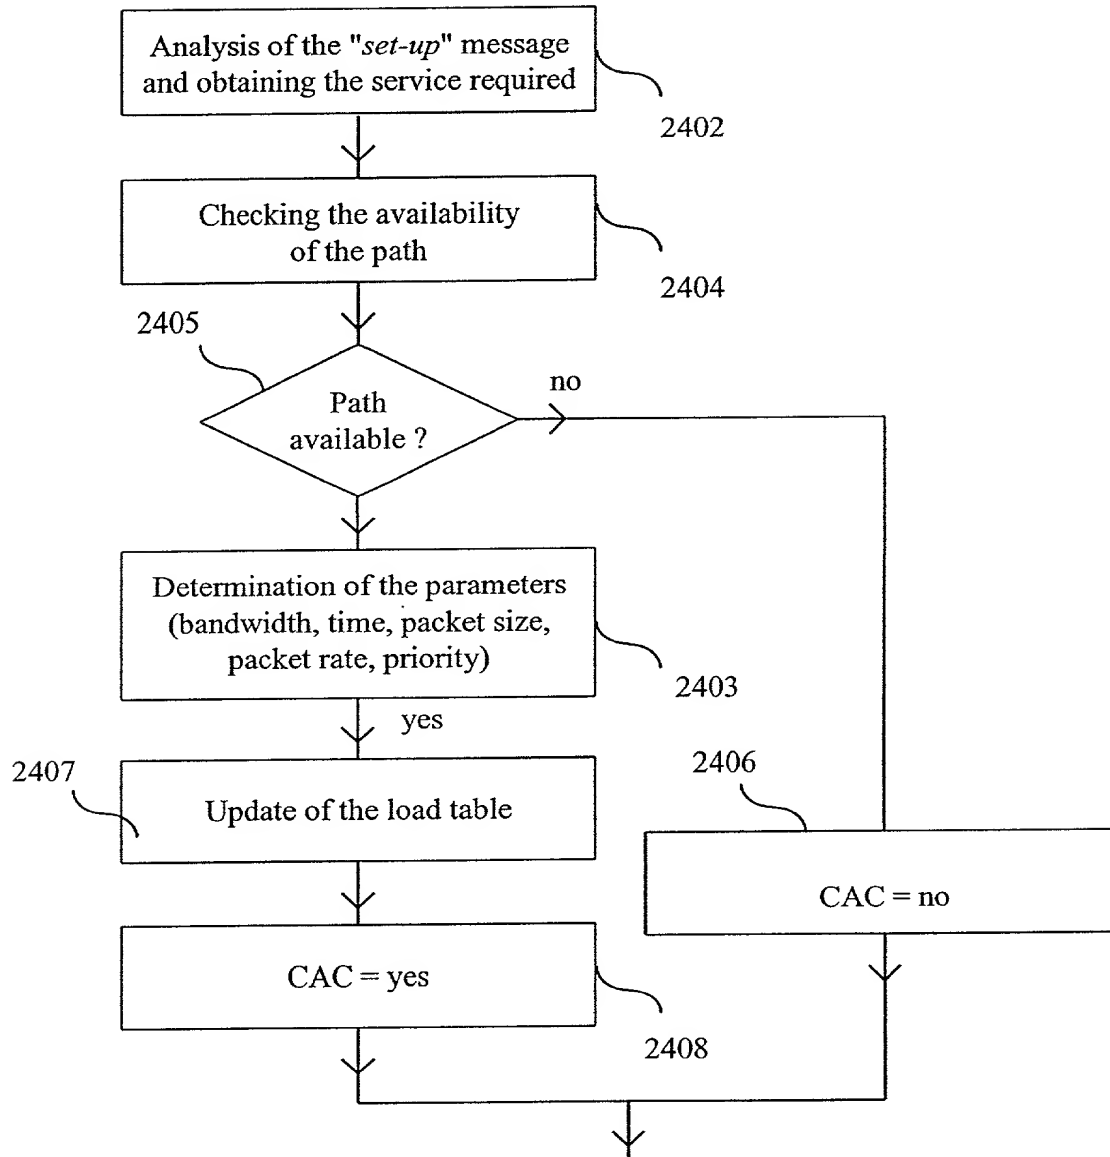 Analysis of the "set-up" message
and obtaining the service required
2402
Checking the availability
of the path
2404
2405
Path
available ?
no
Determination of the parameters
(bandwidth, time, packet size,
packet rate, priority)
2403
yes
2407
Update of the load table
2406
CAC = no
CAC = yes
2408